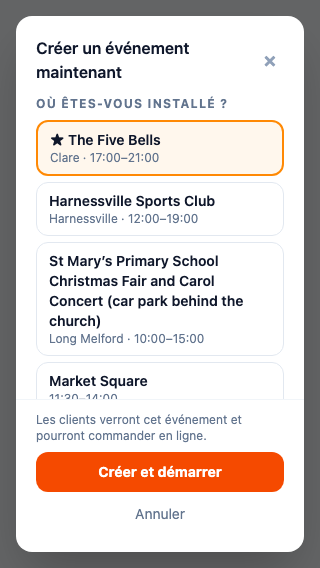 Créer un événement
maintenant
OÙ ÊTES-VOUS INSTALLÉ ?
★ The Five Bells
Clare · 17:00–21:00
Harnessville Sports Club
Harnessville · 12:00–19:00
St Mary’s Primary School
Christmas Fair and Carol
Concert (car park behind the
church)
Long Melford · 10:00–15:00
Market Square
11:30–14:00
Les clients verront cet événement et
pourront commander en ligne.
Créer et démarrer
Annuler